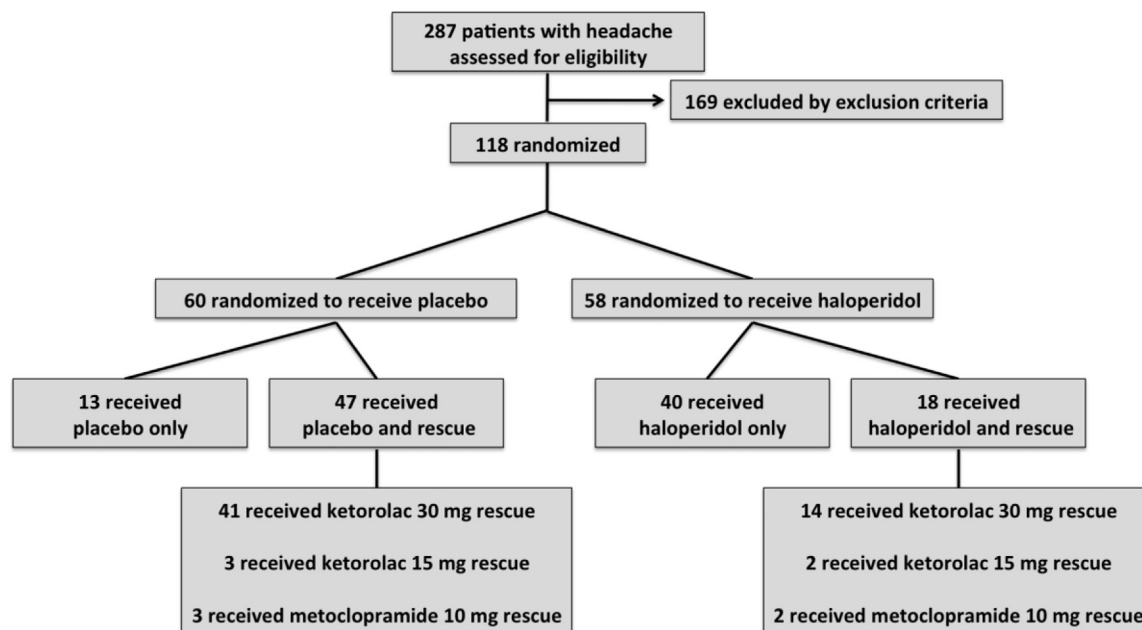 287 patients with headache
assessed for eligibility
169 excluded by exclusion criteria
118 randomized
60 randomized to receive placebo
58 randomized to receive haloperidol
13 received
placebo only
47 received
placebo and rescue
40 received
haloperidol only
18 received
haloperidol and rescue
41 received ketorolac 30 mg rescue
3 received ketorolac 15 mg rescue
3 received metoclopramide 10 mg rescue
14 received ketorolac 30 mg rescue
2 received ketorolac 15 mg rescue
2 received metoclopramide 10 mg rescue